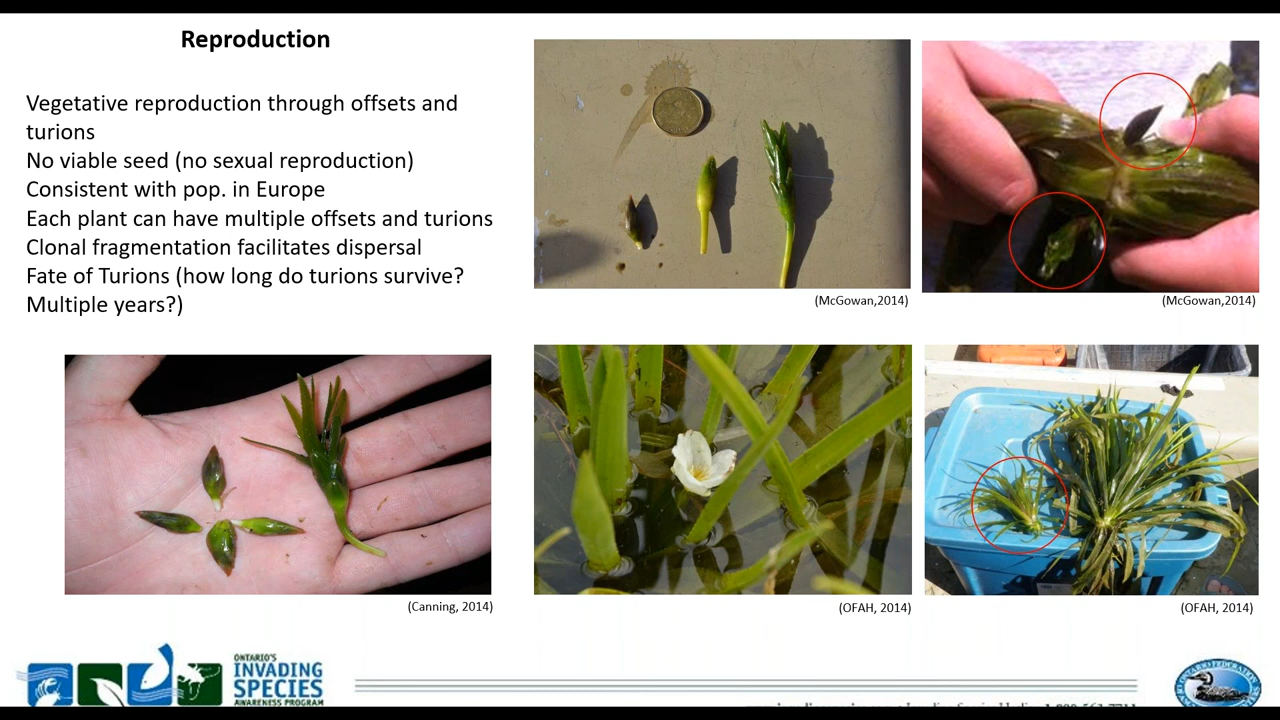 Reproduction
Vegetative reproduction through offsets and
turions
No viable seed (no sexual reproduction)
Consistent with pop. in Europe
Each plant can have multiple offsets and turions
Clonal fragmentation facilitates dispersal
Fate of Turions (how long do turions survive?
Multiple years?)
(McGowan,2014)
(McGowan,2014)
(Canning, 2014)
(OFAH, 2014)
(OFAH, 2014)
ONTARIO'S
INVADING
SPECIES
AWARENESS PROGRAM
ONTARIO FEDERATION